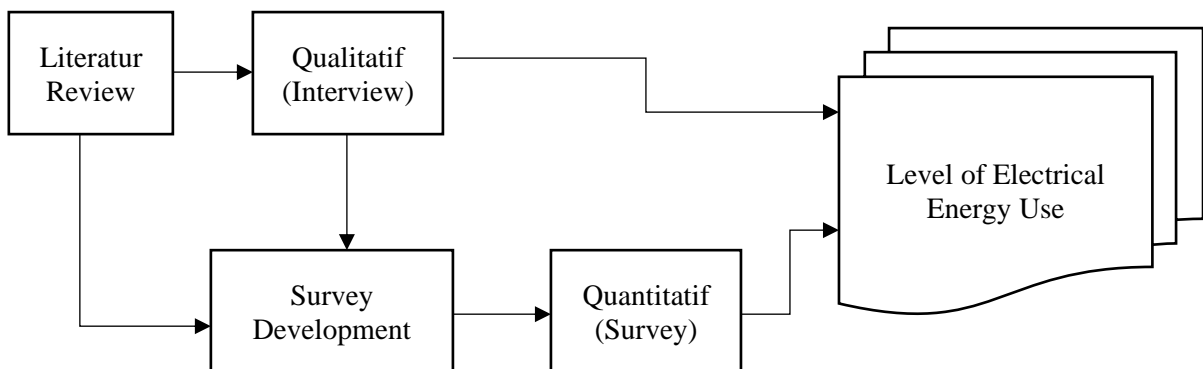 Literatur
Review
Qualitatif
(Interview)
Level of Electrical
Energy Use
Survey
Development
Quantitatif
(Survey)